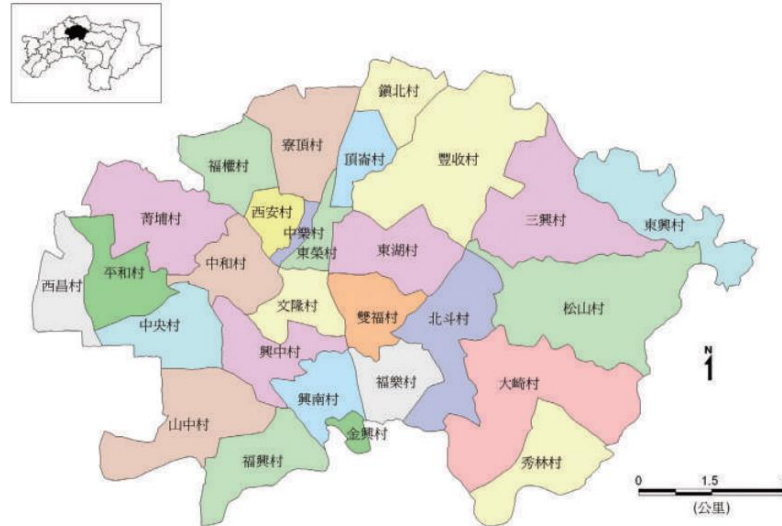 鎮北村
寮頂村
頂崙村
豐收村
福權村
三興村
菁埔村
西安村
中樂村
東興村
東榮村
東湖村
中和村
西昌村
平和村
文隆村
雙福村
北斗村
松山村
中央村
興中村
福樂村
大崎村
興南村
山中村
金興村
福興村
秀林村
N
0 1.5
(公里)